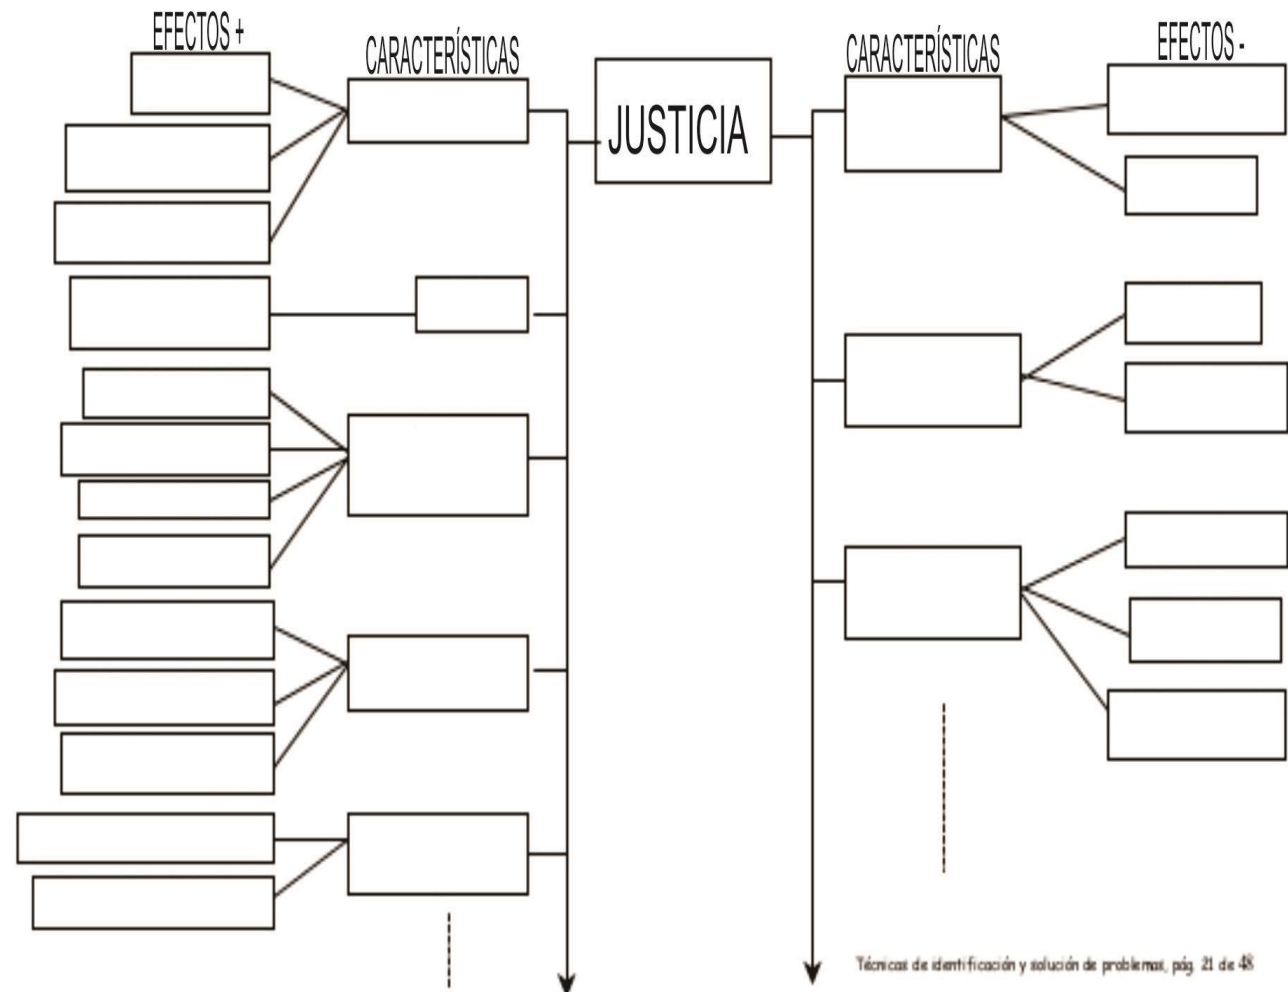 EFECTOS +
CARACTERÍSTICAS
JUSTICIA
CARACTERÍSTICAS
EFECTOS -
Técnicas de identificación y solución de problemas, pág. 21 de 48